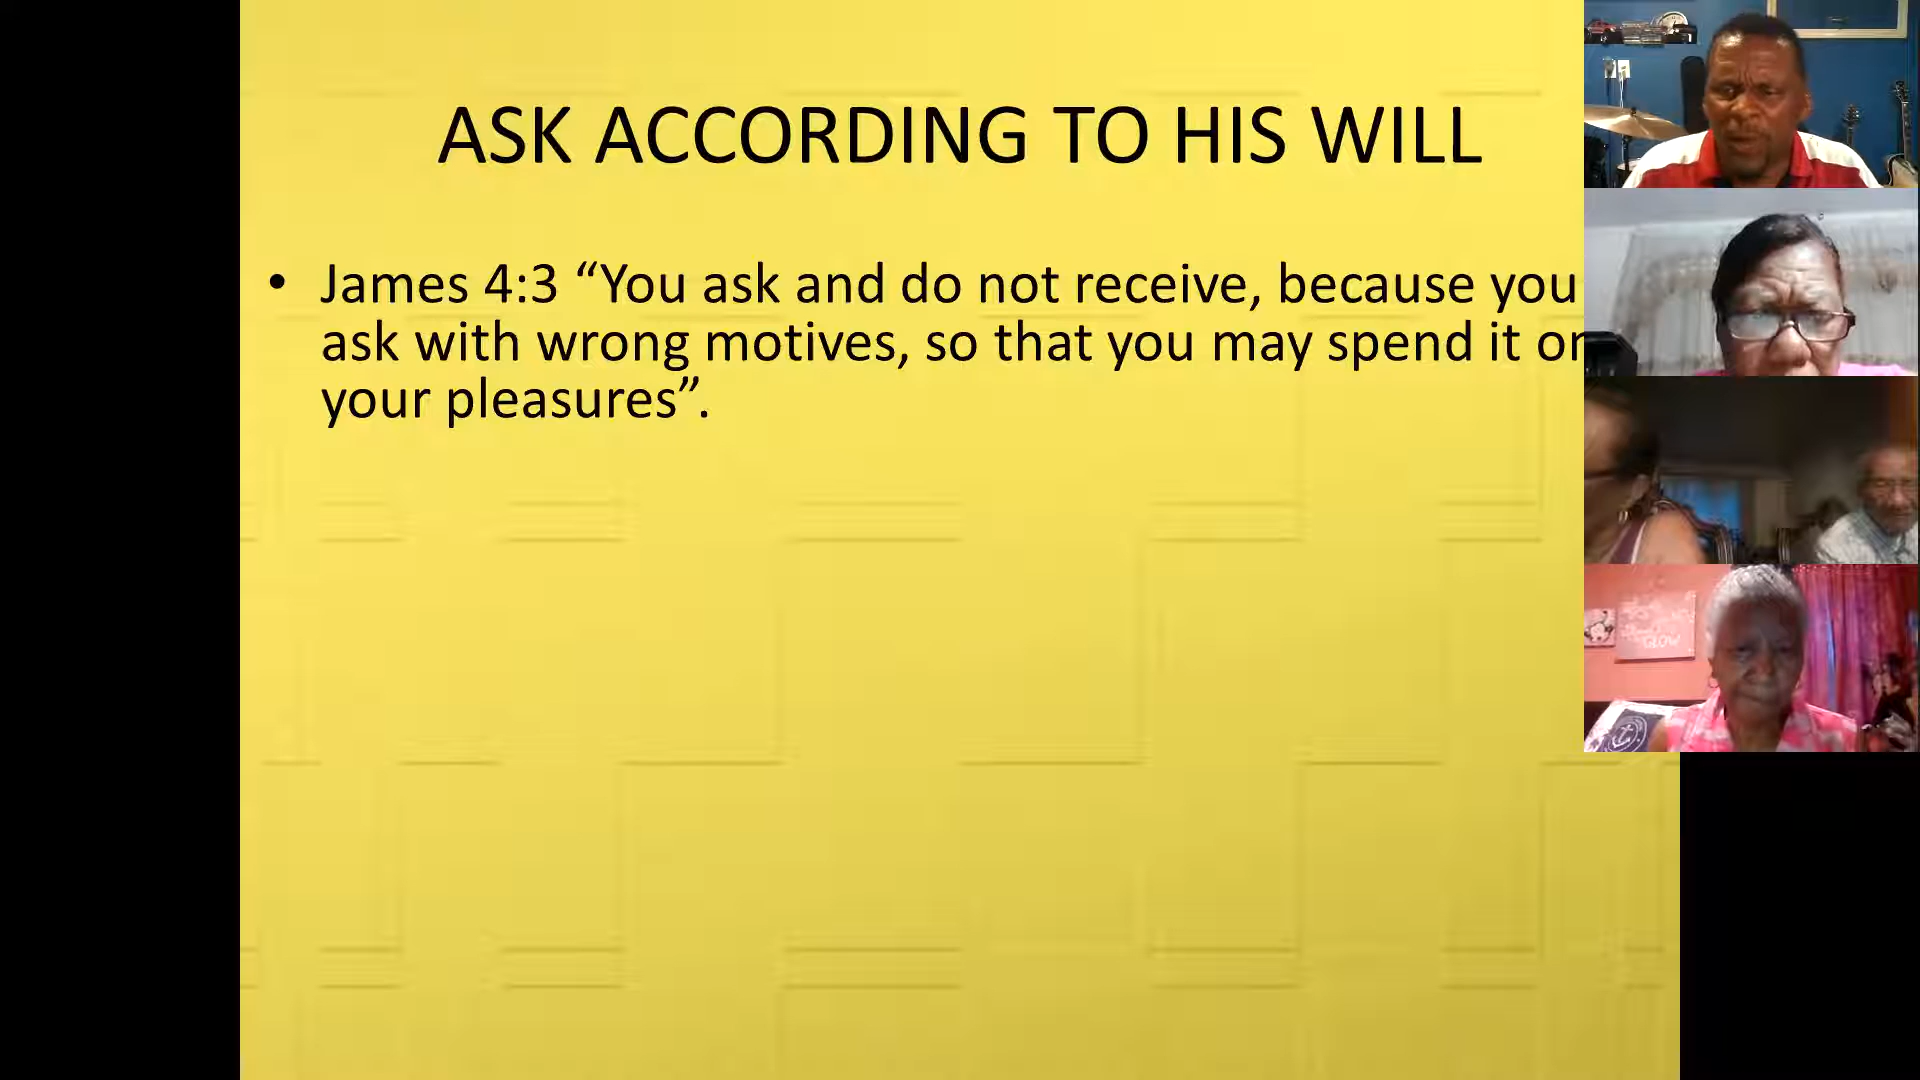 ASK ACCORDING TO HIS WILL
• James 4:3 “You ask and do not receive, because you
ask with wrong motives, so that you may spend it on
your pleasures”.
GLOW